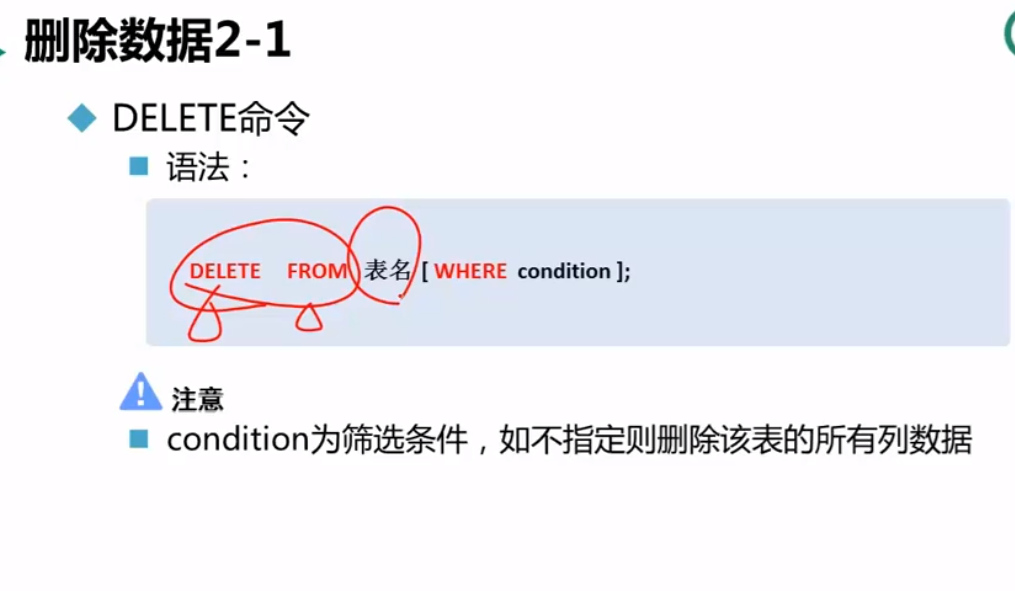 删除数据2-1
DELETE命令
语法：
DELETE FROM 表名 [ WHERE condition ];
注意
condition为筛选条件，如不指定则删除该表的所有列数据